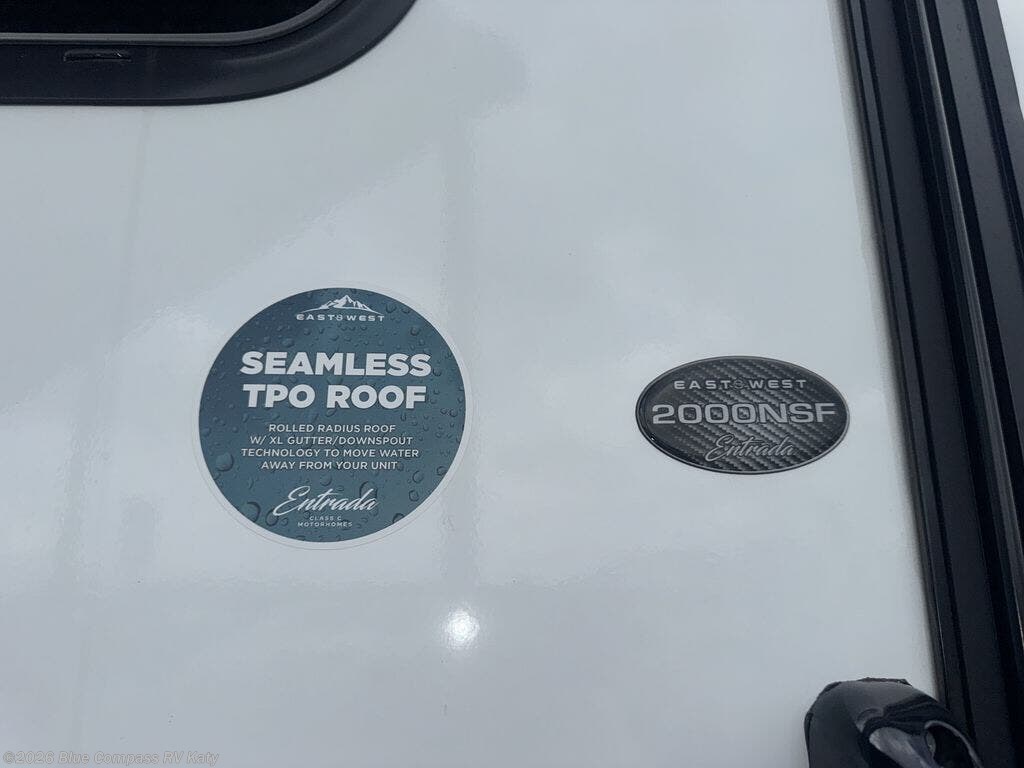 EAST&WEST
SEAMLESS
TPO ROOF
ROLLED RADIUS ROOF
W/ XL GUTTER/DOWNSPOUT
TECHNOLOGY TO MOVE WATER
AWAY FROM YOUR UNIT
Entrada
CLASS C
MOTORHOMES
EAST&WEST
2000NSF
Entrada
©2026 Blue Compass RV Katy